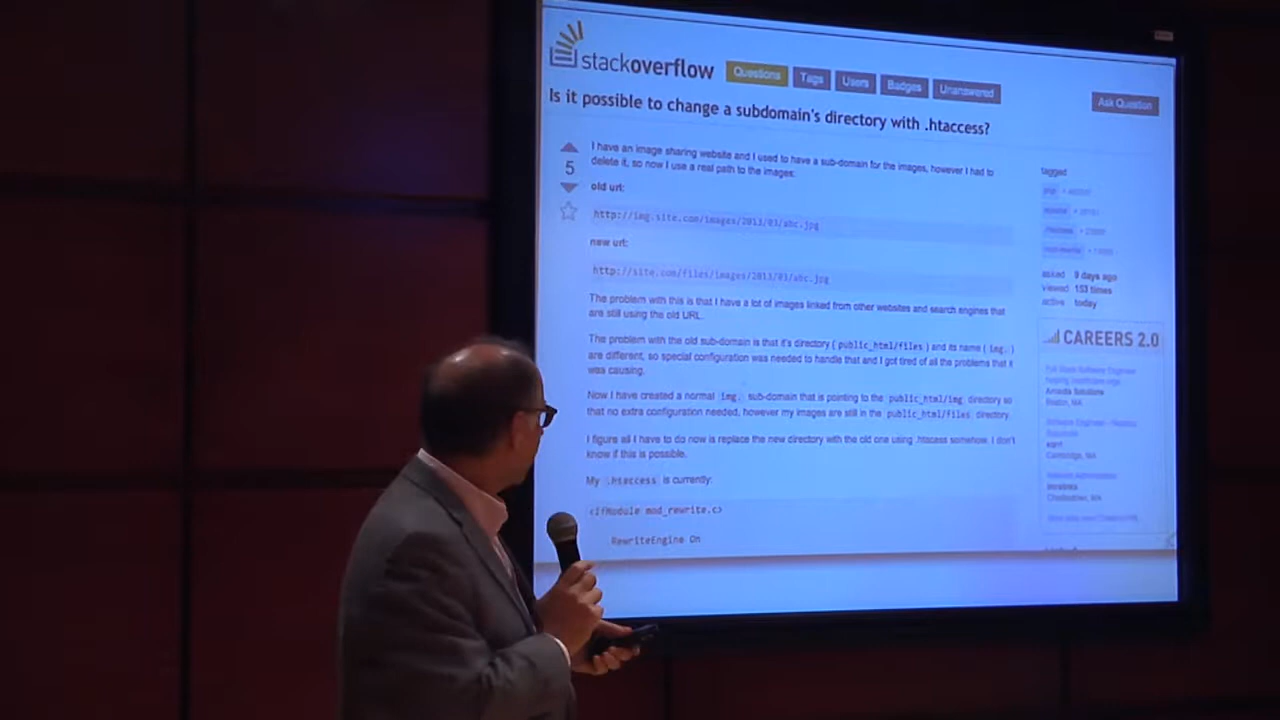 stackoverflow
Questions Tags Users Badges Unanswered
Ask Question
Is it possible to change a subdomain's directory with .htaccess?
5
I have an image sharing website and I used to have a sub-domain for the images, however I had to
delete it, so now I use a real path to the images:
old url:
http://img.site.com/images/2013/03/abc.jpg
new url:
http://site.com/files/images/2013/03/abc.jpg
The problem with this is that I have a lot of images linked from other websites and search engines that
are still using the old URL.
The problem with the old sub-domain is that it's directory ( public_html/files ) and its name ( img. )
are different, so special configuration was needed to handle that and I got tired of all the problems that it
was causing.
Now I have created a normal img. sub-domain that is pointing to the public_html/img directory so
that no extra configuration needed, however my images are still in the public_html/files directory.
I figure all I have to do now is replace the new directory with the old one using .htaccess somehow. I don't
know if this is possible.
My .htaccess is currently:
<ifModule mod_rewrite.c>
RewriteEngine On
tagged
asked 9 days ago
viewed 153 times
active today
CAREERS 2.0
Full Stack Software Engineer
Boston, MA
Cambridge, MA